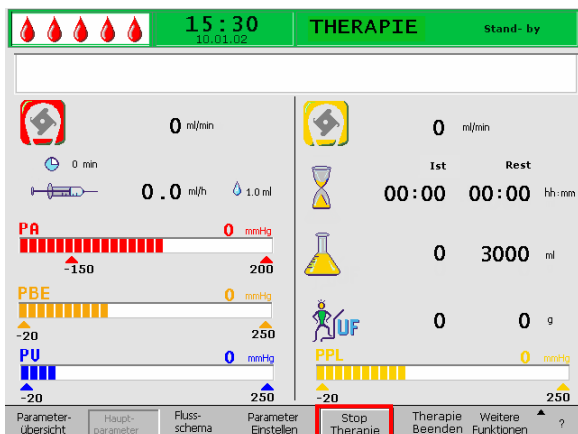 15:30
10.01.02
THERAPIE
Stand- by
0 ml/min
0 min
0.0 ml/h 1.0 ml
PA 0 mmHg
-150 200
PBE 0 mmHg
-20 250
PV 0 mmHg
-20 250
0 ml/min
Ist Rest
00:00 00:00 hh:mm
0 3000 ml
UF 0 0 g
PPL 0 mmHg
-20 250
Parameter-
übersicht
Haupt-
parameter
Fluss-
schema
Parameter
Einstellen
Stop
Therapie
Therapie
Beenden
Weitere
Funktionen
?